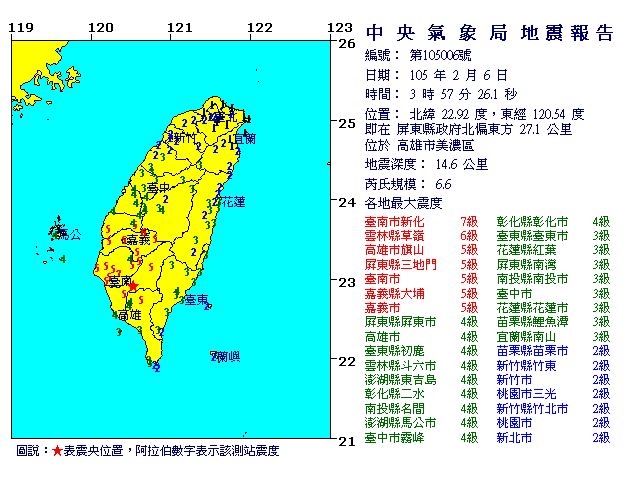 119 120 121 122 123
26
25
24
23
22
21
台北
新竹
宜蘭
臺中
花蓮
馬公
嘉義
臺南
臺東
高雄
蘭嶼
圖說：★表震央位置，阿拉伯數字表示該測站震度
中央氣象局地震報告
編號： 第105006號
日期： 105 年 2 月 6 日
時間： 3 時 57 分 26.1 秒
位置： 北緯 22.92 度，東經 120.54 度
即在 屏東縣政府北偏東方 27.1 公里
位於 高雄市美濃區
地震深度： 14.6 公里
芮氏規模： 6.6
各地最大震度
臺南市新化 7級 彰化縣彰化市 4級
雲林縣草嶺 6級 臺東縣臺東市 3級
高雄市旗山 5級 花蓮縣紅葉 3級
屏東縣三地門 5級 屏東縣南灣 3級
臺南市 5級 南投縣南投市 3級
嘉義縣大埔 5級 臺中市 3級
嘉義市 5級 花蓮縣花蓮市 3級
屏東縣屏東市 4級 苗栗縣鯉魚潭 3級
高雄市 4級 宜蘭縣南山 3級
臺東縣初鹿 4級 苗栗縣苗栗市 2級
雲林縣斗六市 4級 新竹縣竹東 2級
澎湖縣東吉島 4級 新竹市 2級
彰化縣二水 4級 桃園市三光 2級
南投縣名間 4級 新竹縣竹北市 2級
澎湖縣馬公市 4級 桃園市 2級
臺中市霧峰 4級 新北市 2級